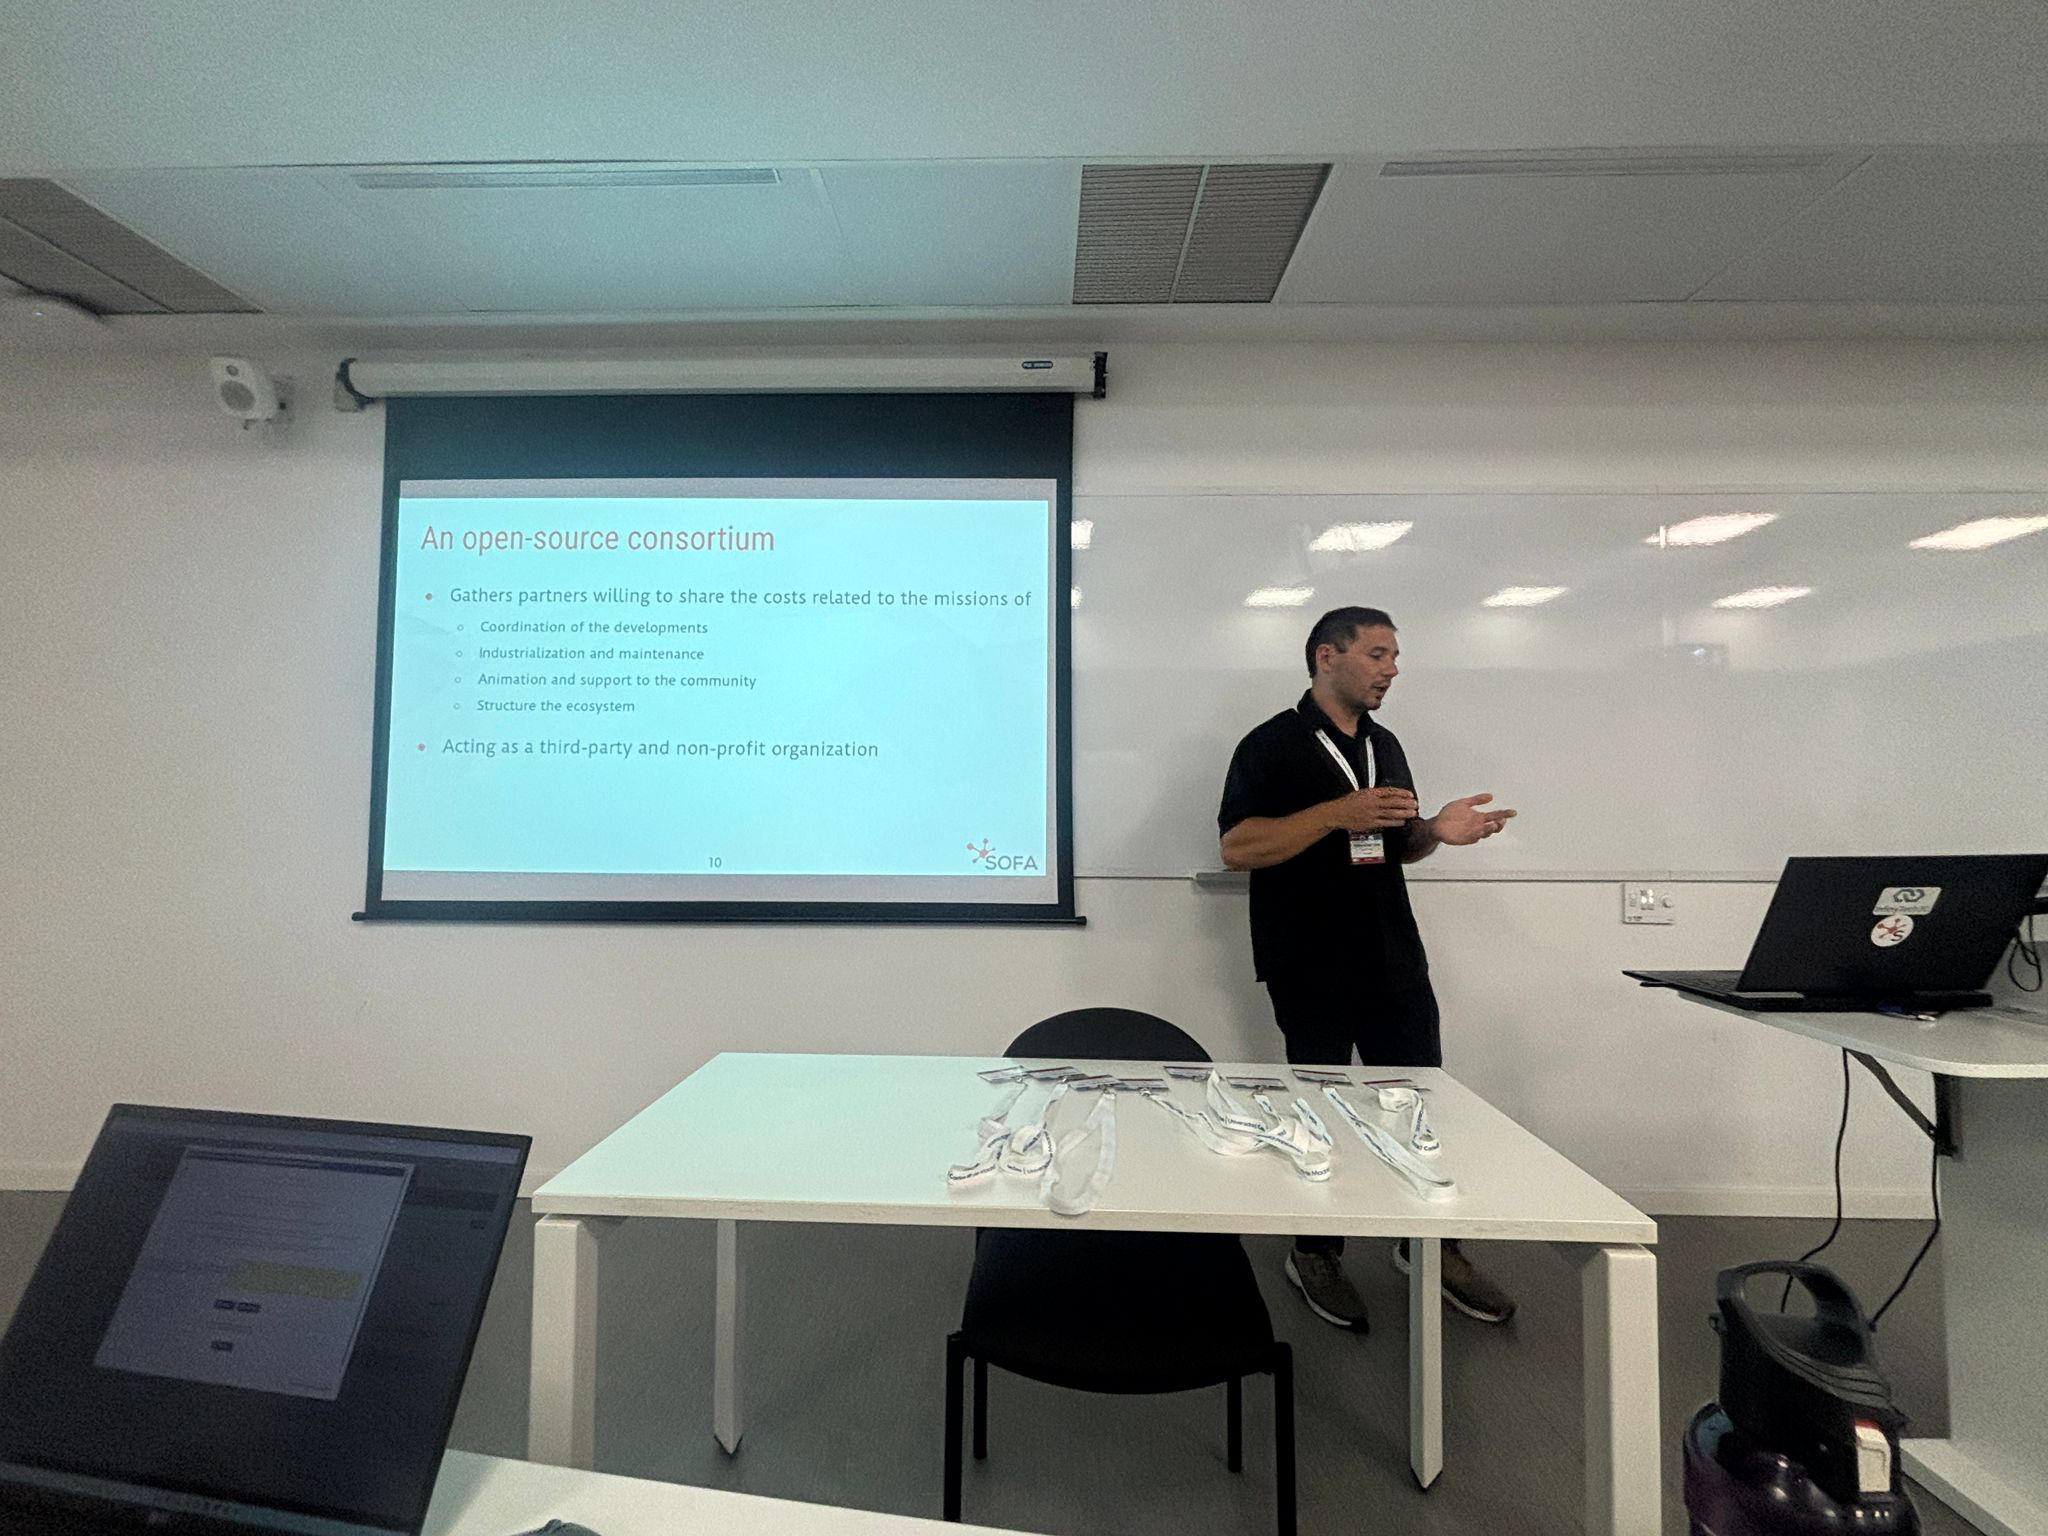 An open-source consortium
Gathers partners willing to share the costs related to the missions of
Coordination of the developments
Industrialization and maintenance
Animation and support to the community
Structure the ecosystem
Acting as a third-party and non-profit organization
10
SOFA
S